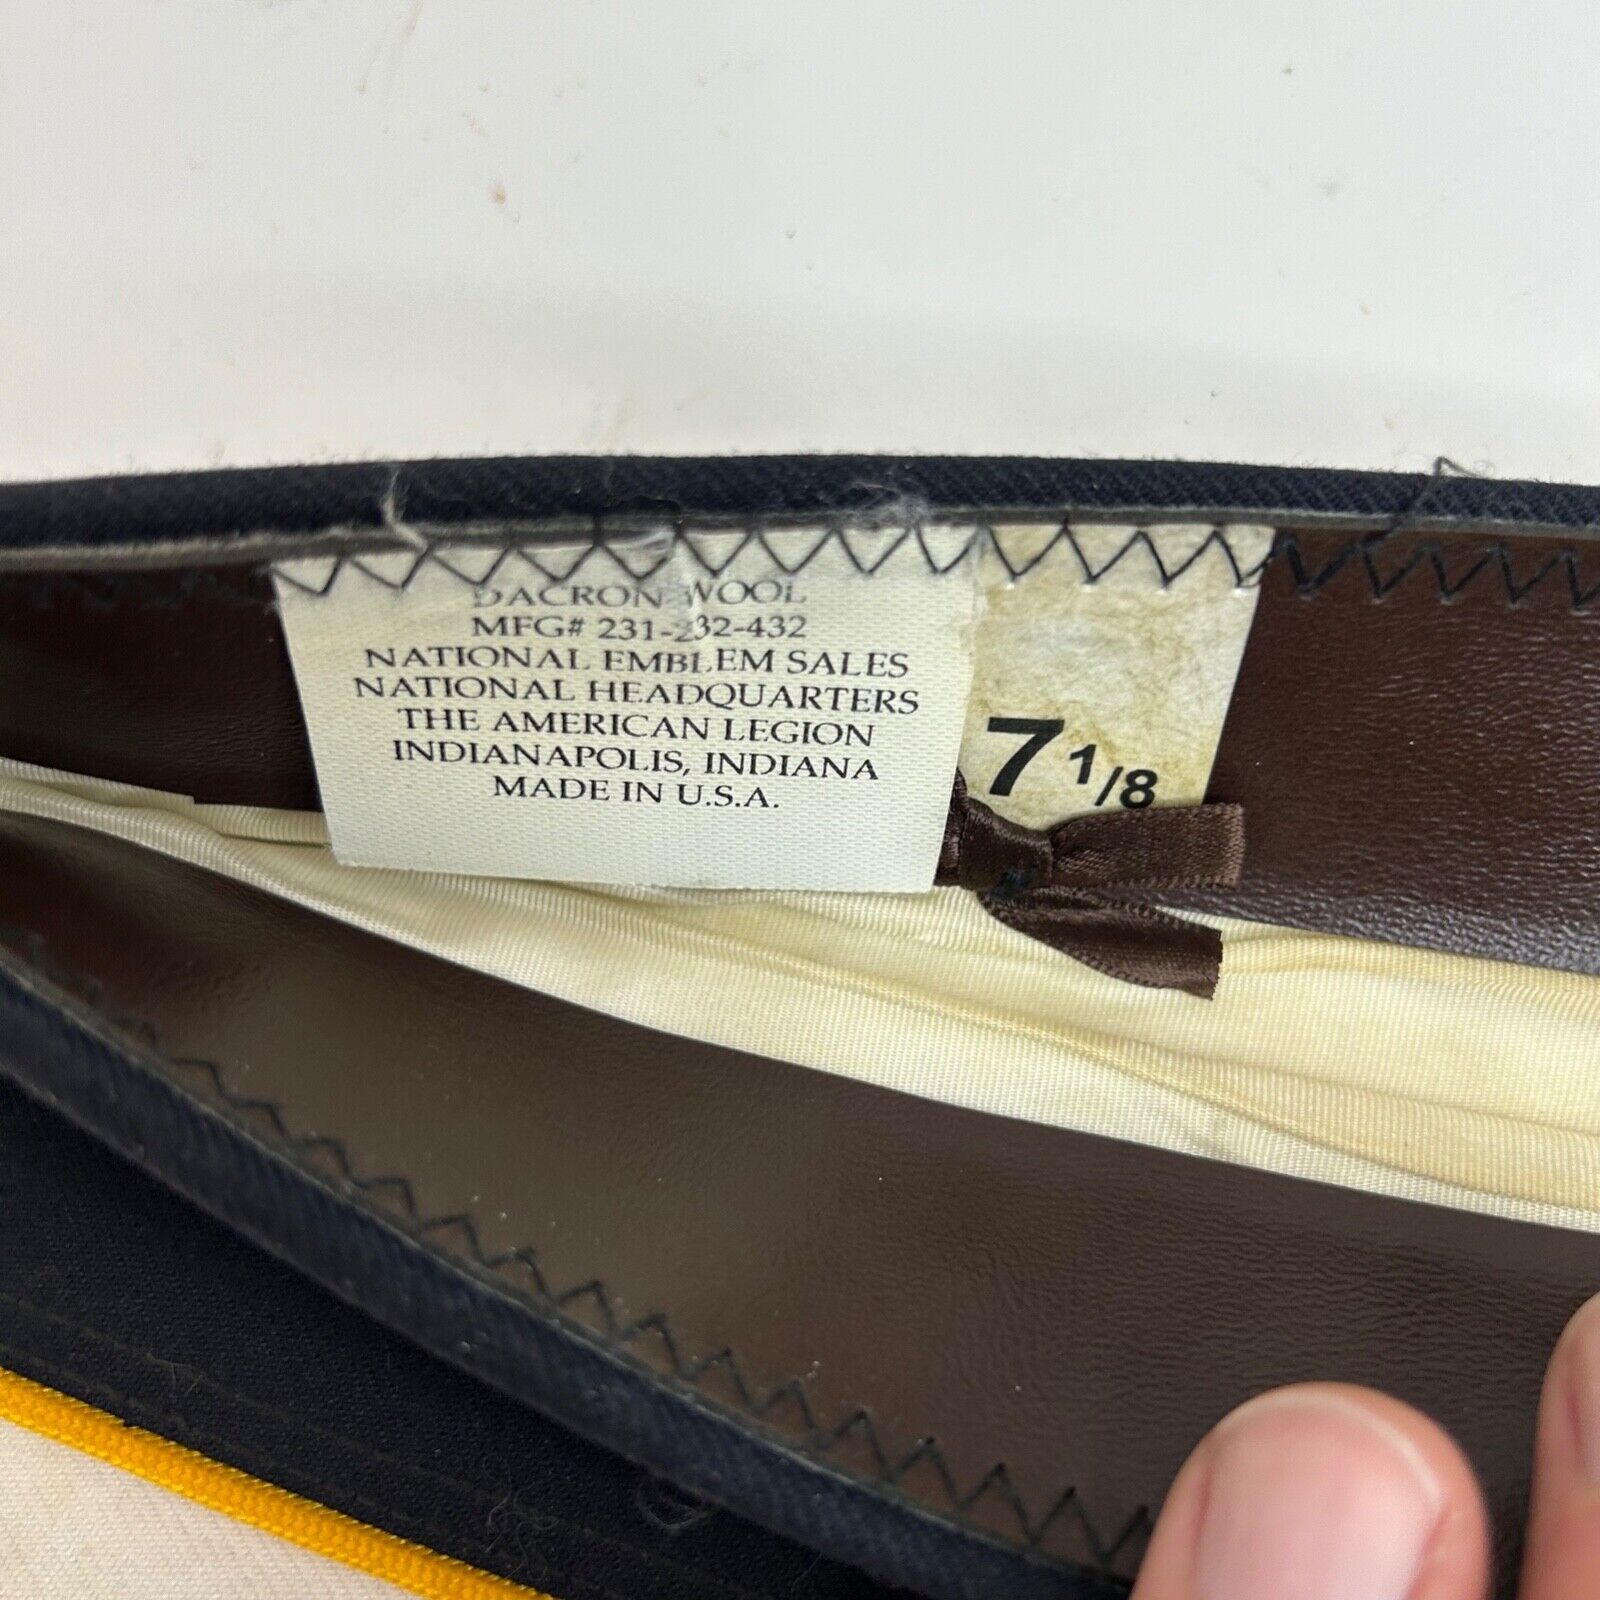 DACRON-WOOL
MFG# 231-232-432
NATIONAL EMBLEM SALES
NATIONAL HEADQUARTERS
THE AMERICAN LEGION
INDIANAPOLIS, INDIANA
MADE IN U.S.A.
7 1/8